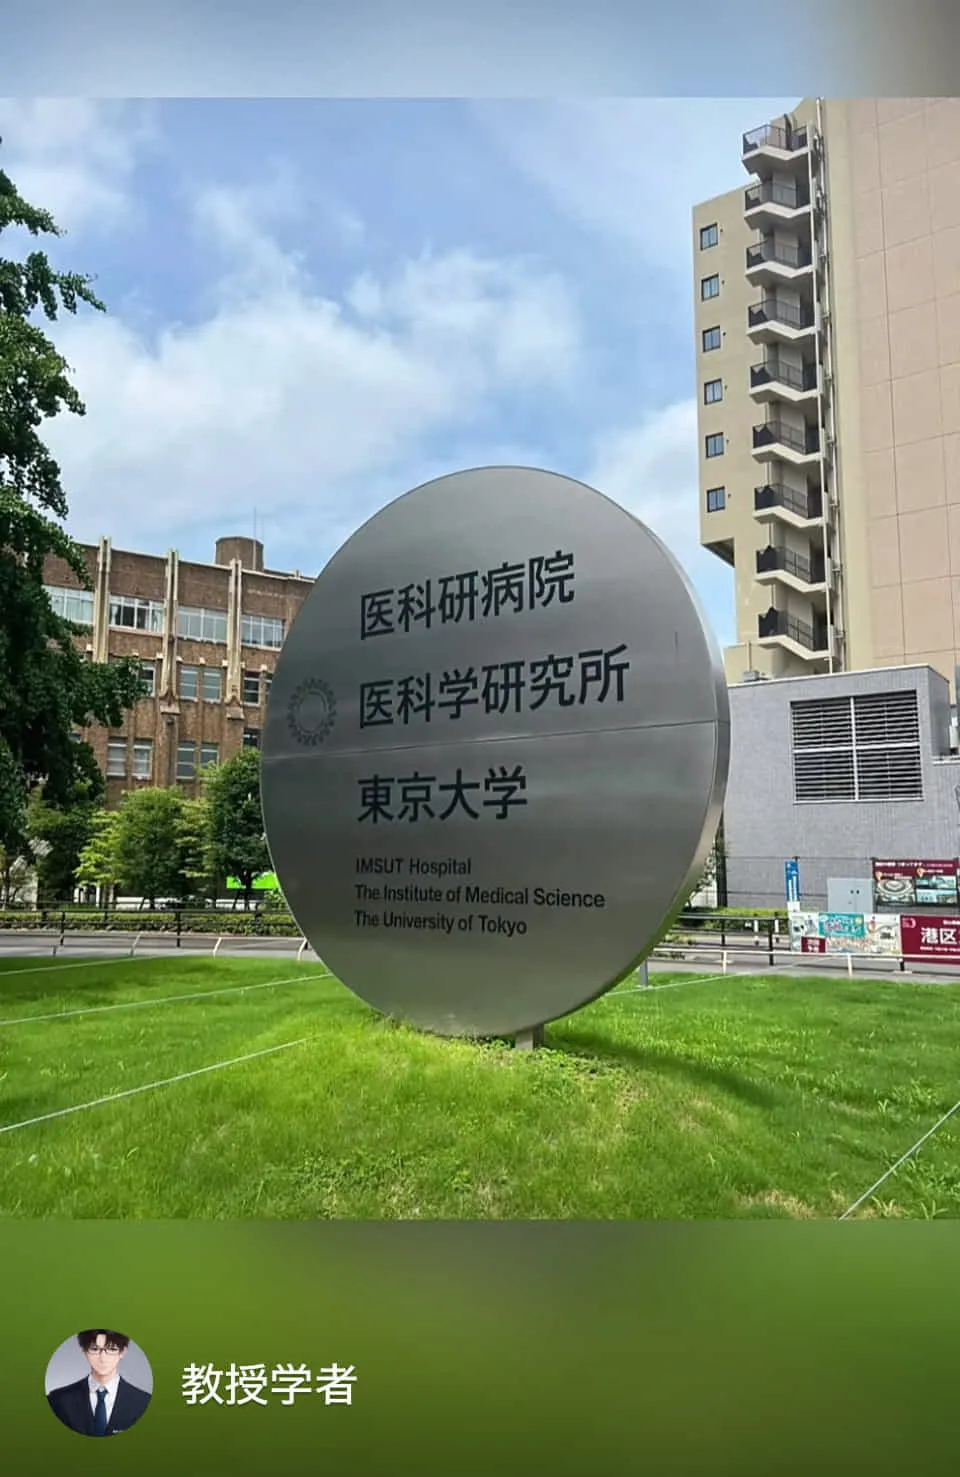 医科研病院
医科学研究所
東京大学
IMSUT Hospital
The Institute of Medical Science
The University of Tokyo
港区
教授学者